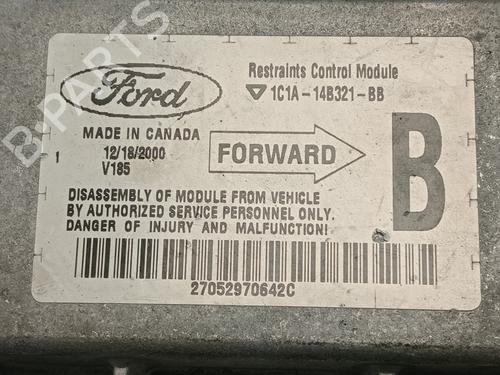 Ford
Restraints Control Module
1C1A-14B321-BB
MADE IN CANADA
12/18/2000
V185
FORWARD
B
1
DISASSEMBLY OF MODULE FROM VEHICLE
BY AUTHORIZED SERVICE PERSONNEL ONLY.
DANGER OF INJURY AND MALFUNCTION!
27052970642C
B-PARTS